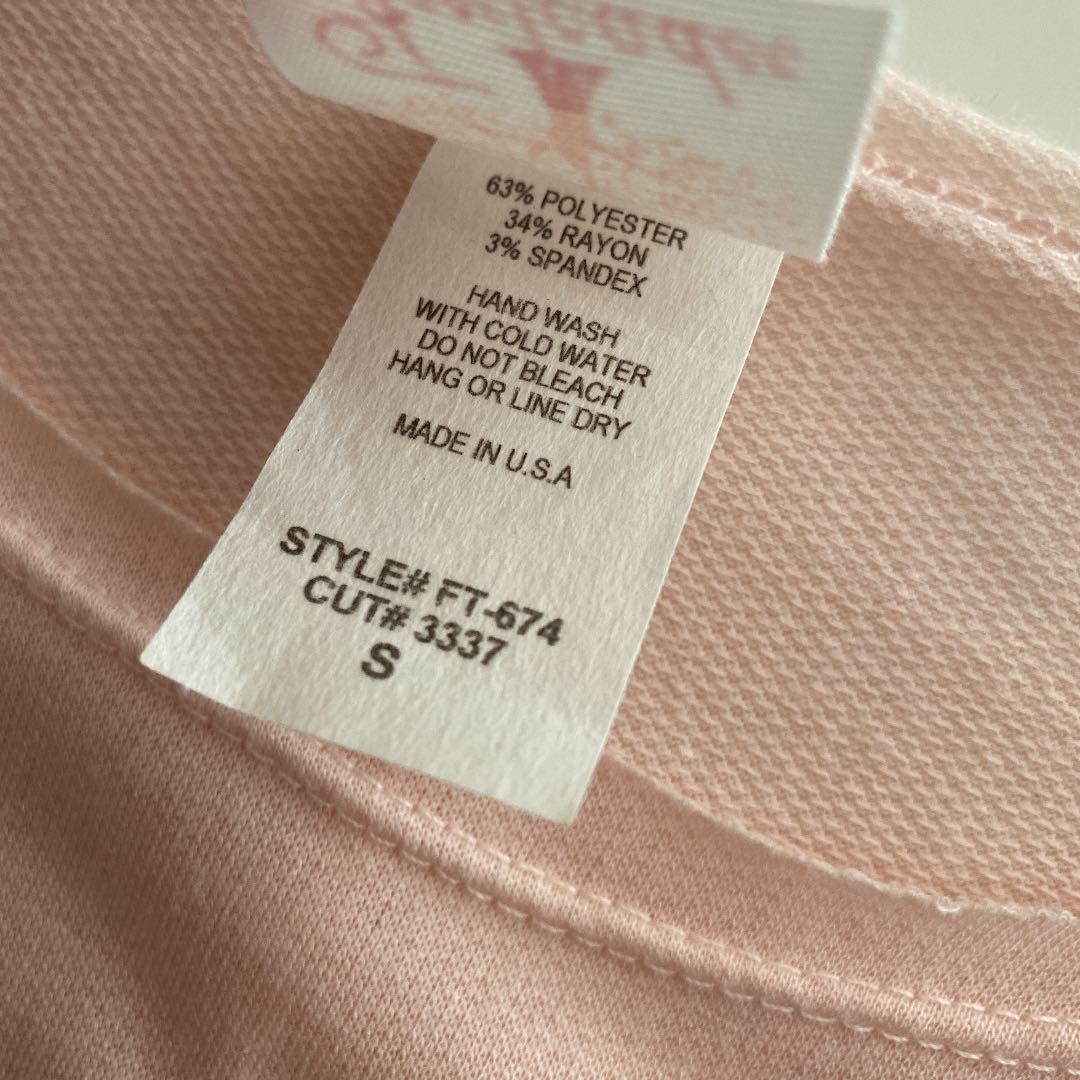 63% POLYESTER
34% RAYON
3% SPANDEX
HAND WASH
WITH COLD WATER
DO NOT BLEACH
HANG OR LINE DRY
MADE IN U.S.A
STYLE# FT-674
CUT# 3337
S